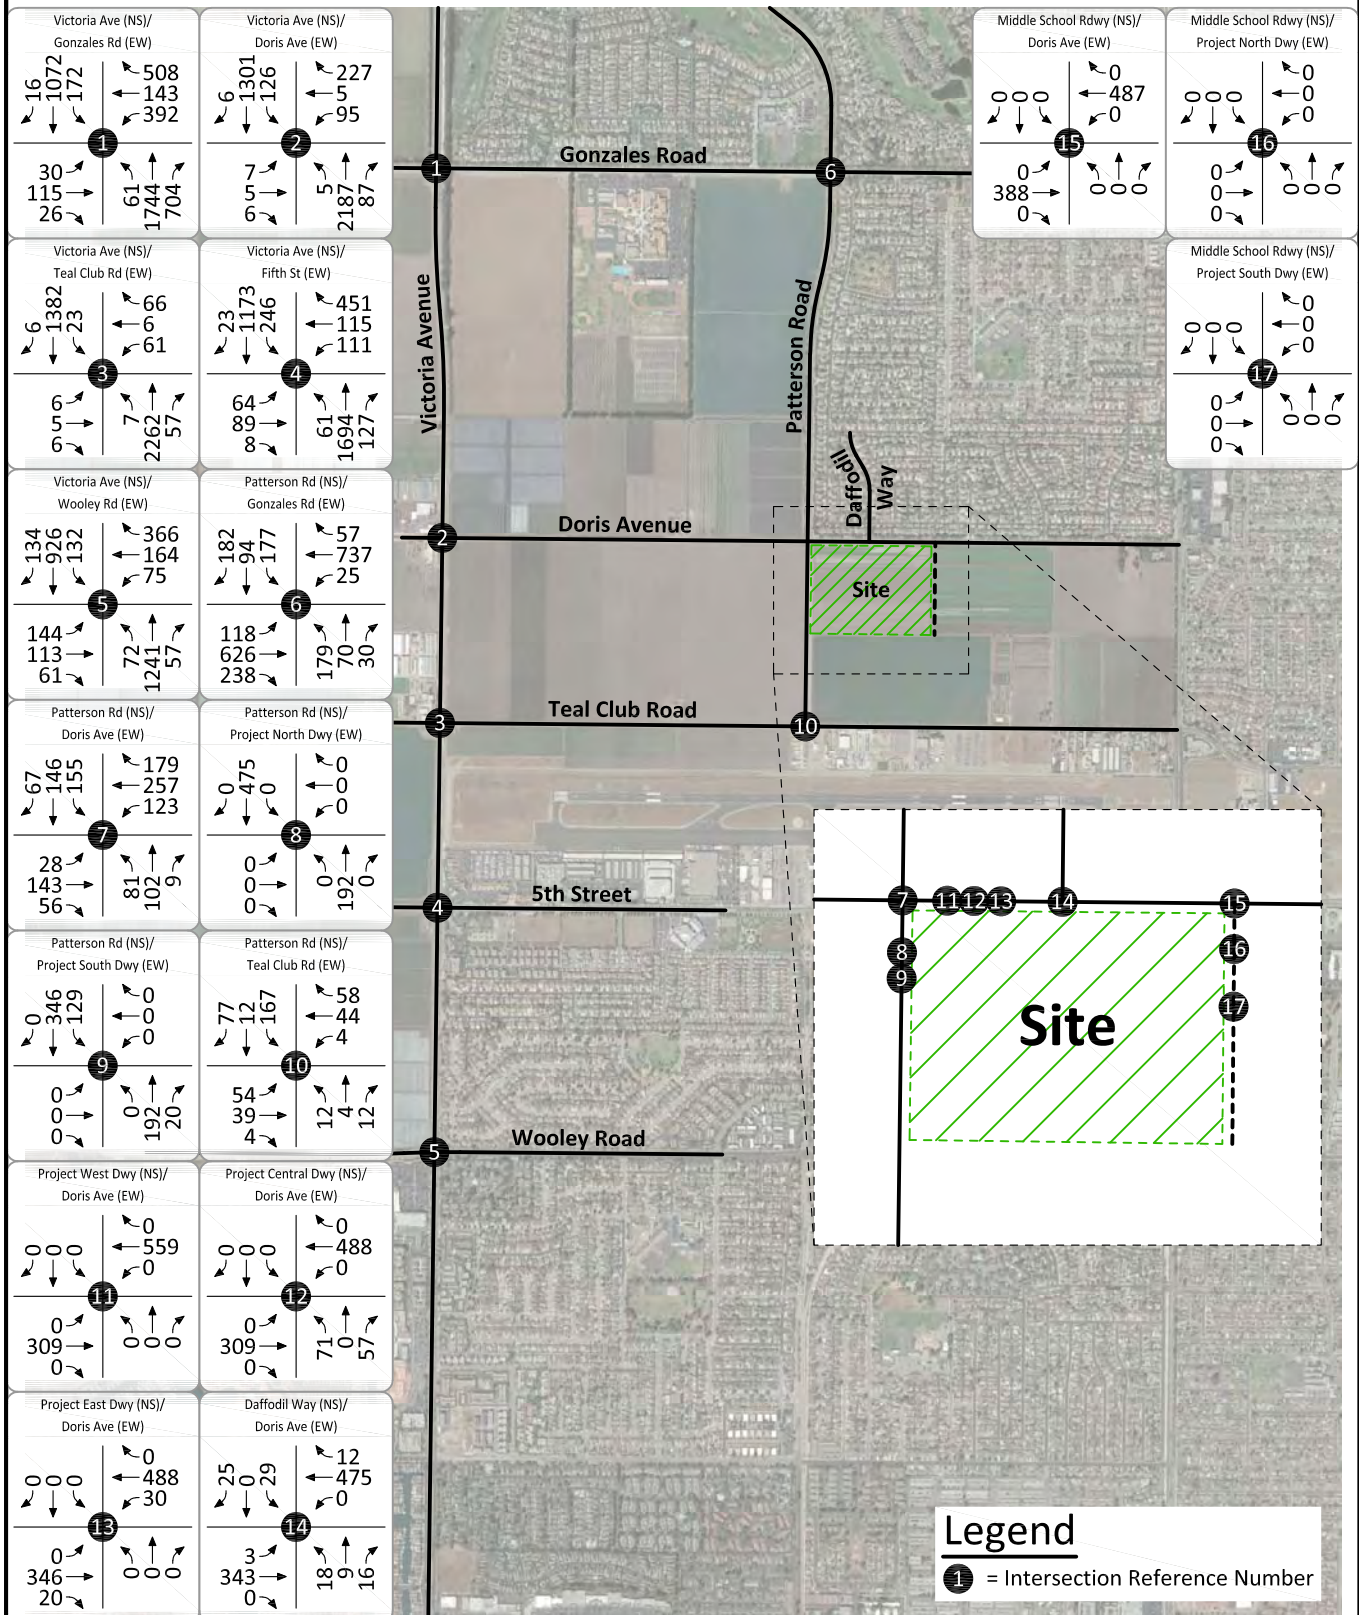 Victoria Ave (NS)/
Gonzales Rd (EW)
16 1072 172
508
143
392
1
30
115
26
61 1744 704
Victoria Ave (NS)/
Doris Ave (EW)
6 1301 126
227
5
95
2
7
5
6
5 2187 87
Victoria Ave (NS)/
Teal Club Rd (EW)
6 1382 23
66
6
61
3
6
5
6
7 2262 57
Victoria Ave (NS)/
Fifth St (EW)
23 1173 246
451
115
111
4
64
89
8
61 1694 127
Victoria Ave (NS)/
Wooley Rd (EW)
134 926 132
366
164
75
5
144
113
61
72 1241 57
Patterson Rd (NS)/
Gonzales Rd (EW)
182 94 177
57
737
25
6
118
626
238
179 70 30
Patterson Rd (NS)/
Doris Ave (EW)
67 146 155
179
257
123
7
28
143
56
81 102 9
Patterson Rd (NS)/
Project North Dwy (EW)
0 475 0
0
0
0
8
0
0
0
0 192 0
Patterson Rd (NS)/
Project South Dwy (EW)
0 346 129
0
0
0
9
0
0
0
0 192 20
Patterson Rd (NS)/
Teal Club Rd (EW)
77 12 167
58
44
4
10
54
39
4
12 4 12
Project West Dwy (NS)/
Doris Ave (EW)
0 0 0
0
559
0
11
0
309
0
0 0 0
Project Central Dwy (NS)/
Doris Ave (EW)
0 0 0
0
488
0
12
0
309
0
71 0 57
Project East Dwy (NS)/
Doris Ave (EW)
0 0 0
0
488
30
13
0
346
20
0 0 0
Daffodil Way (NS)/
Doris Ave (EW)
25 0 29
12
475
0
14
3
343
0
18 9 16
Middle School Rdwy (NS)/
Doris Ave (EW)
0 0 0
0
487
0
15
0
388
0
0 0 0
Middle School Rdwy (NS)/
Project North Dwy (EW)
0 0 0
0
0
0
16
0
0
0
0 0 0
Middle School Rdwy (NS)/
Project South Dwy (EW)
0 0 0
0
0
0
17
0
0
0
0 0 0
Gonzales Road
1
6
Victoria Avenue
Patterson Road
Daffodil
Way
Doris Avenue
2
Site
Teal Club Road
3
10
5th Street
4
Wooley Road
5
7 11 12 13 14 15
8
9
16
17
Site
Legend
1 = Intersection Reference Number